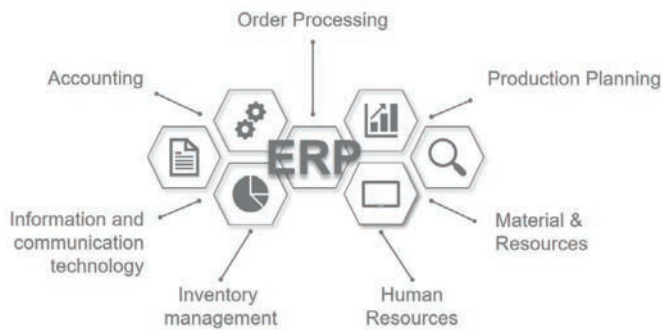 Order Processing
Accounting
Production Planning
ERP
Information and
communication
technology
Material &
Resources
Inventory
management
Human
Resources